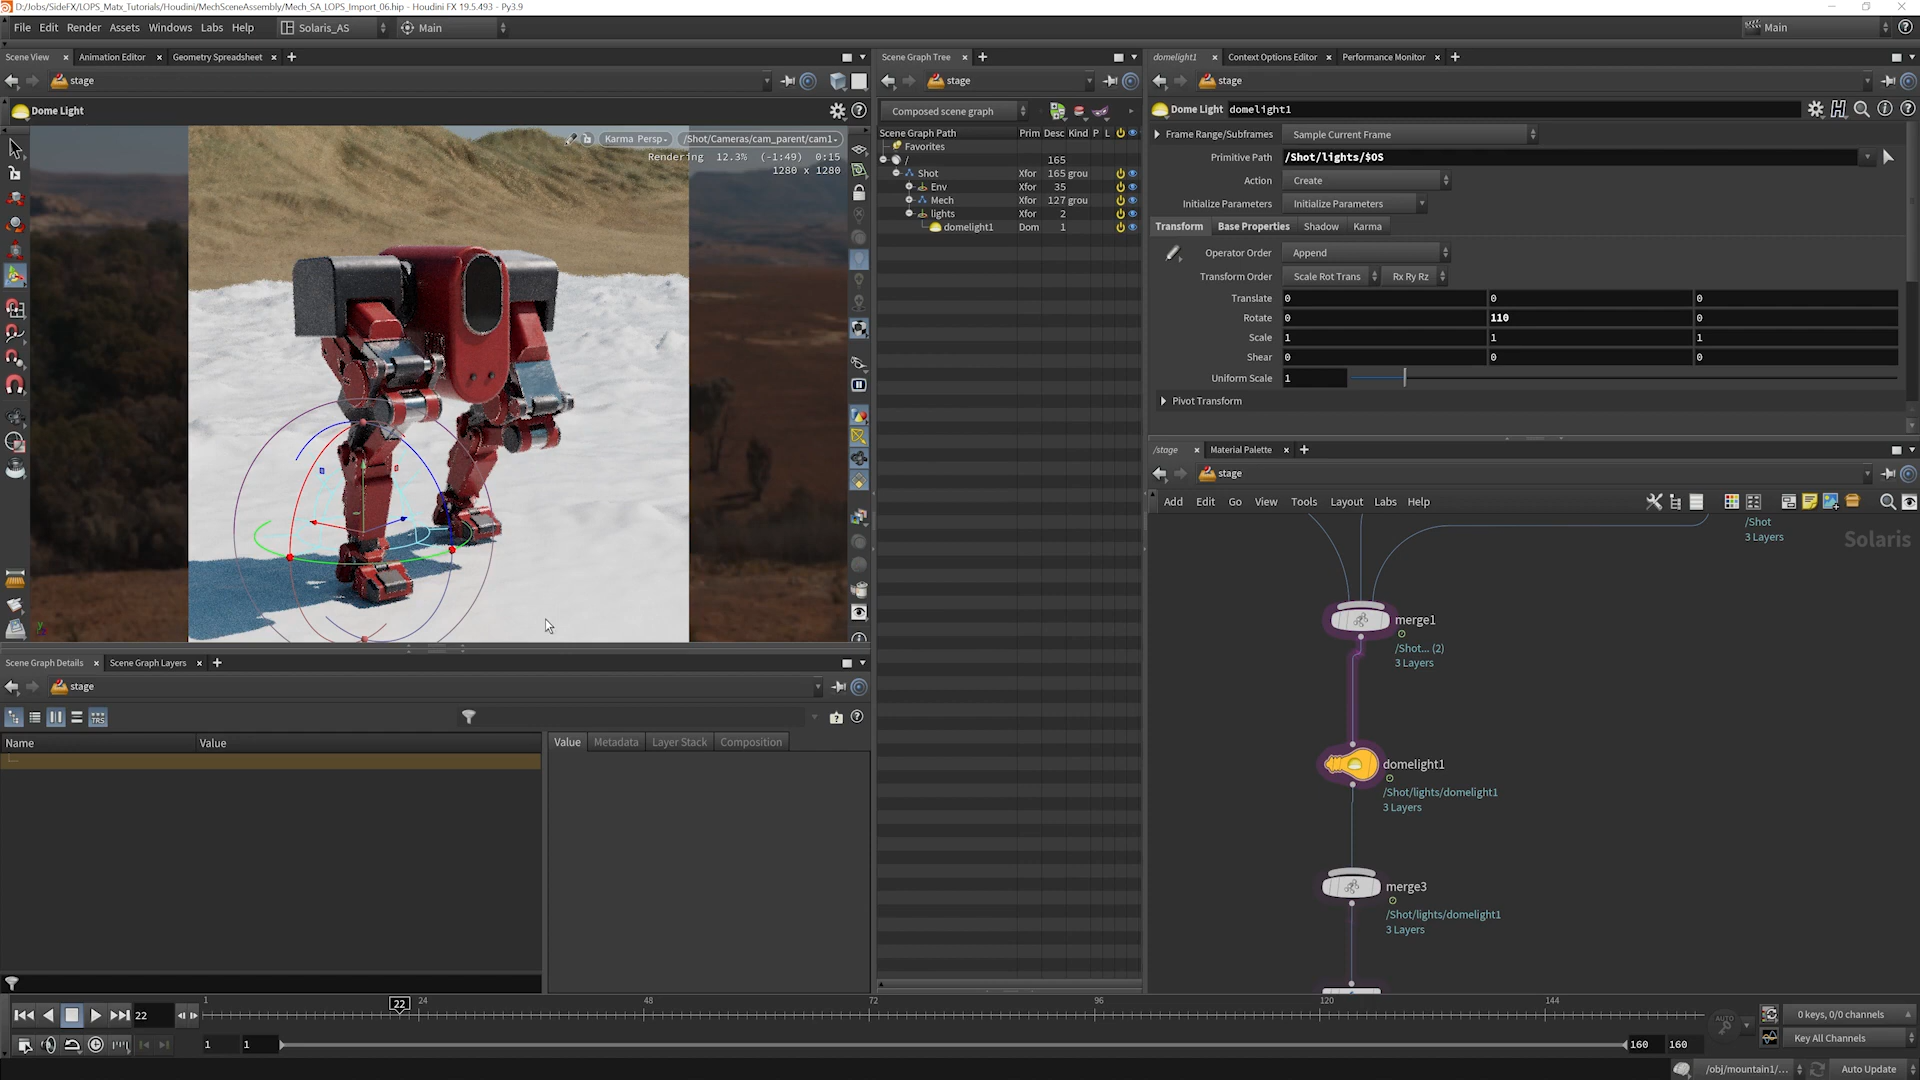 D:/Jobs/SideFX/LOPS_Matx_Tutorials/Houdini/MechSceneAssembly/Mech_SA_LOPS_Import_06.hip - Houdini FX 19.5.493 - Py3.9
File Edit Render Assets Windows Labs Help Solaris_AS Main Main
Scene View Animation Editor Geometry Spreadsheet
stage
Dome Light
Karma Persp /Shot/Cameras/cam_parent/cam1
Rendering 12.3% (-1:49) 0:15
1280 x 1280
Scene Graph Details Scene Graph Layers
stage
Name Value
Value Metadata Layer Stack Composition
Scene Graph Tree
stage
Composed scene graph
Scene Graph Path Prim Desc Kind P L
Favorites
/ 165
Shot Xfor 165 grou
Env Xfor 35
Mech Xfor 127 grou
lights Xfor 2
domelight1 Dom 1
domelight1 Context Options Editor Performance Monitor
stage
Dome Light domelight1
Frame Range/Subframes Sample Current Frame
Primitive Path /Shot/lights/$OS
Action Create
Initialize Parameters Initialize Parameters
Transform Base Properties Shadow Karma
Operator Order Append
Transform Order Scale Rot Trans Rx Ry Rz
Translate 0 0 0
Rotate 0 110 0
Scale 1 1 1
Shear 0 0 0
Uniform Scale 1
Pivot Transform
/stage Material Palette
stage
Add Edit Go View Tools Layout Labs Help
/Shot
3 Layers
Solaris
merge1
/Shot... (2)
3 Layers
domelight1
/Shot/lights/domelight1
3 Layers
merge3
/Shot/lights/domelight1
3 Layers
1 22 24 48 72 96 120 144
22
0 keys, 0/0 channels
1 1 160 160
Key All Channels
/obj/mountain1/... Auto Update